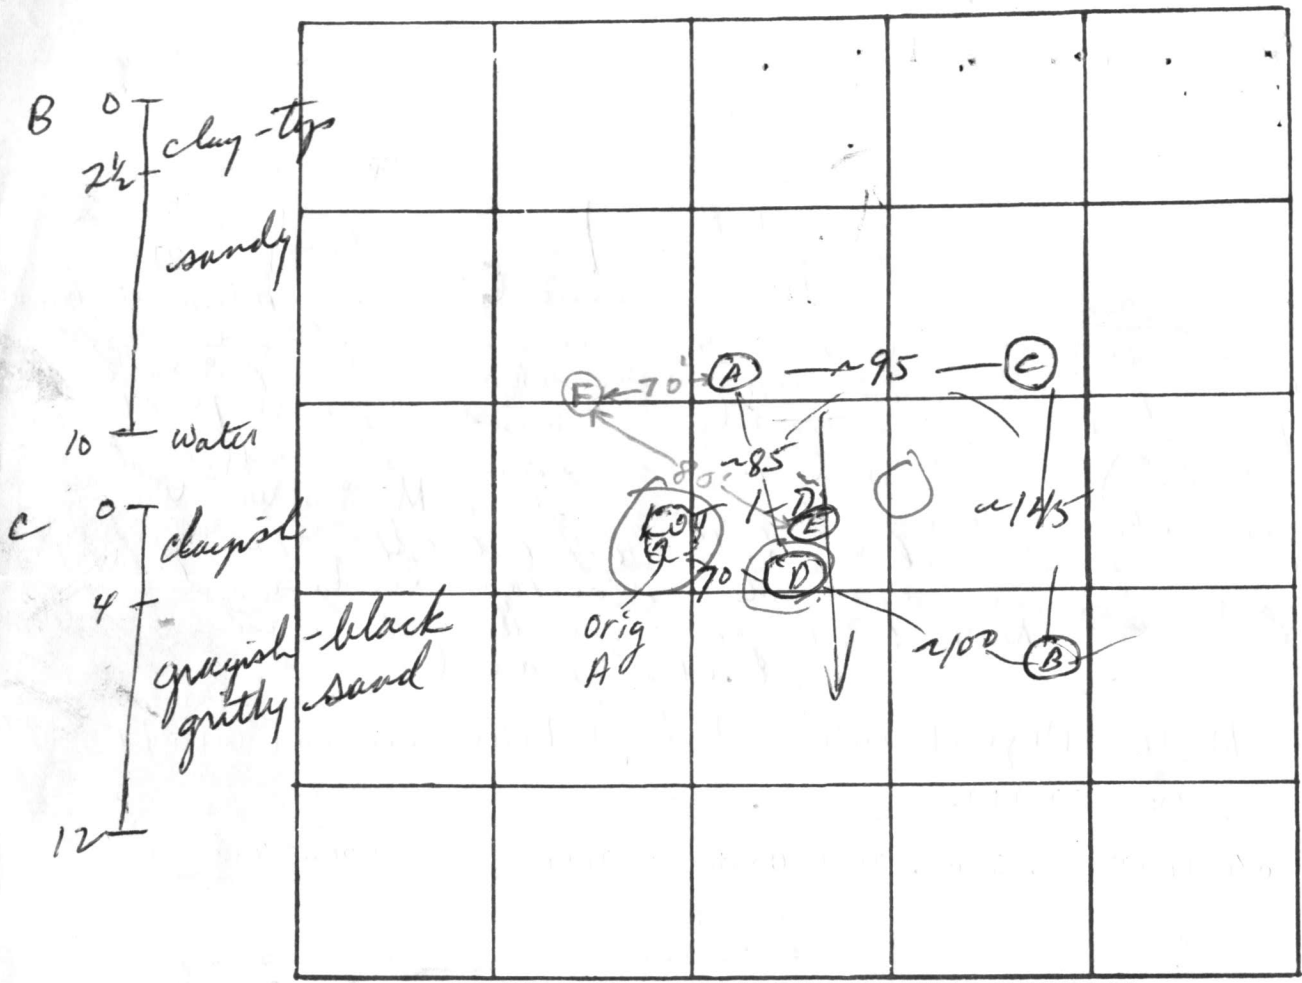 B 0
clay-top
2½
sandy
10 water
C 0
clayish
4
grayish-black
gritty sand
12
F 70' A ~95 C
80' ~85
E
~145
70 D
orig
A
~100 B